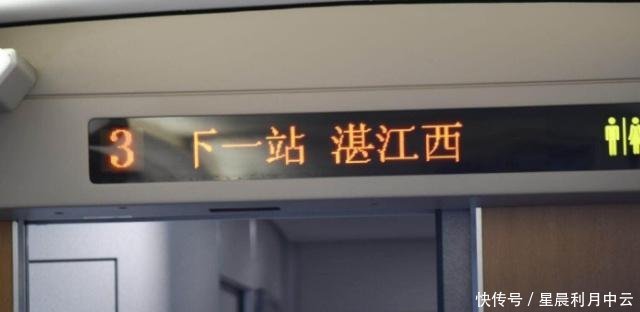 3 下一站 湛江西
快传号／星晨利月中云